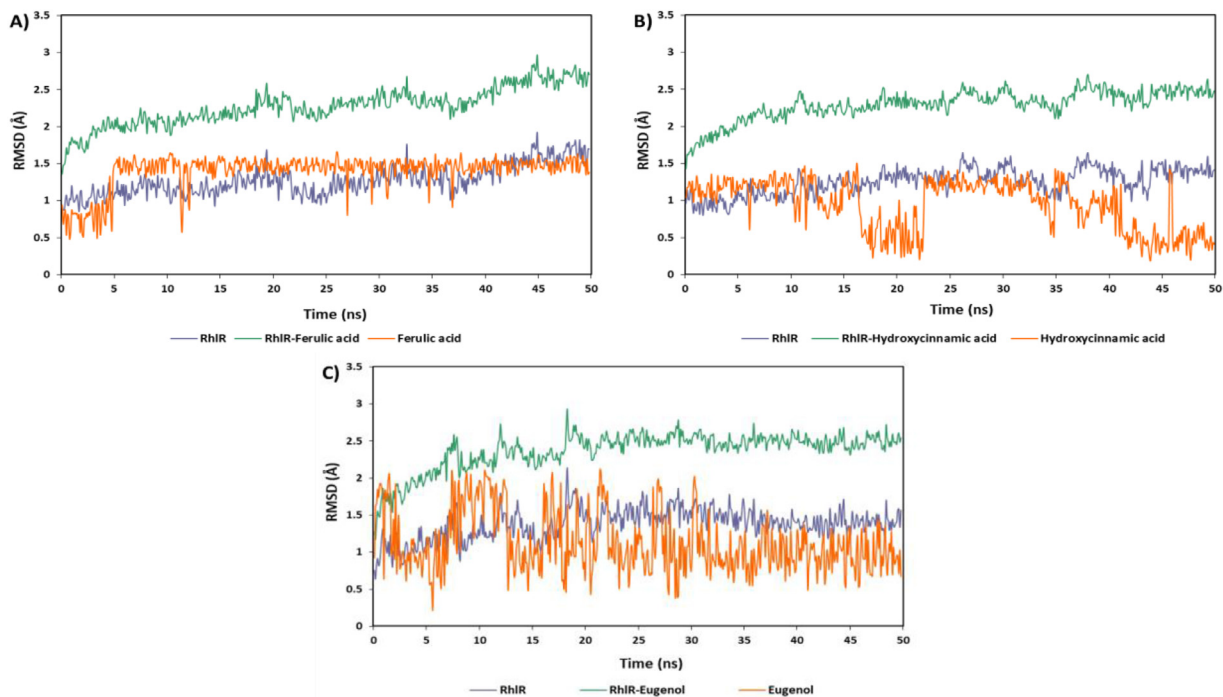 A)
RMSD (Å)
3.5
3
2.5
2
1.5
1
0.5
0
0 5 10 15 20 25 30 35 40 45 50
Time (ns)
RhlR RhlR-Ferulic acid Ferulic acid
B)
RMSD (Å)
3.5
3
2.5
2
1.5
1
0.5
0
0 5 10 15 20 25 30 35 40 45 50
Time (ns)
RhlR RhlR-Hydroxycinnamic acid Hydroxycinnamic acid
C)
RMSD (Å)
3.5
3
2.5
2
1.5
1
0.5
0
0 5 10 15 20 25 30 35 40 45 50
Time (ns)
RhlR RhlR-Eugenol Eugenol